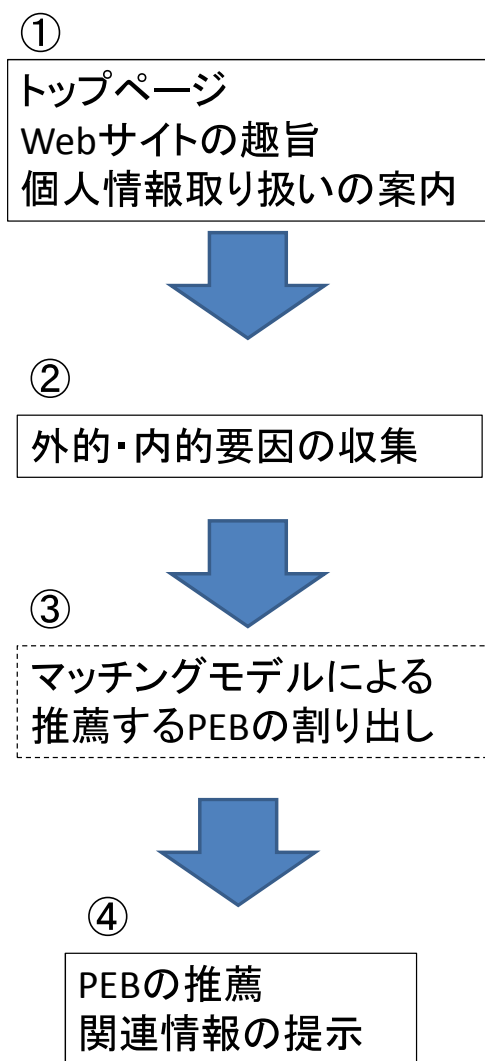 ①
トップページ
Webサイトの趣旨
個人情報取り扱いの案内
②
外的・内的要因の収集
③
マッチングモデルによる
推薦するPEBの割り出し
④
PEBの推薦
関連情報の提示